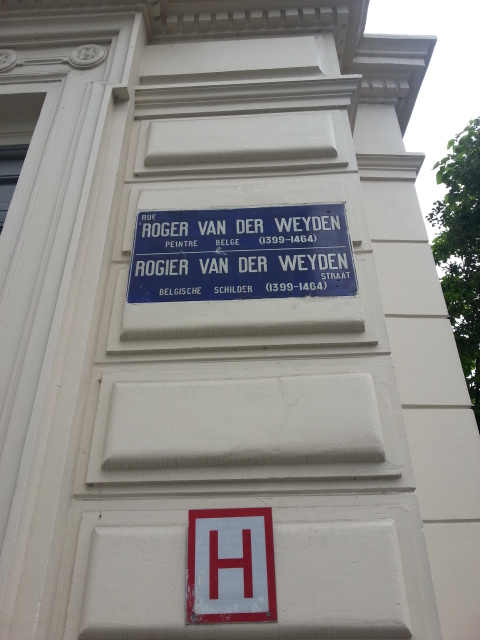 RUE
ROGER VAN DER WEYDEN
PEINTRE BELGE (1399-1464)
ROGIER VAN DER WEYDEN
STRAAT
BELGISCHE SCHILDER (1399-1464)
H